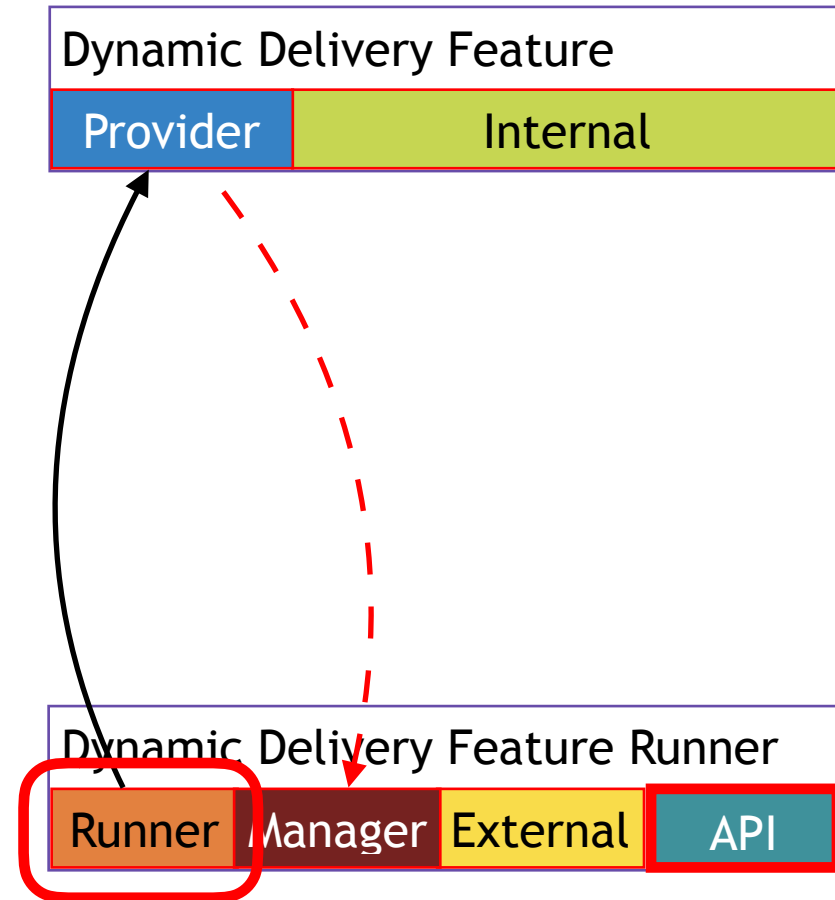 Dynamic Delivery Feature
Provider Internal
Dynamic Delivery Feature Runner
Runner Manager External API